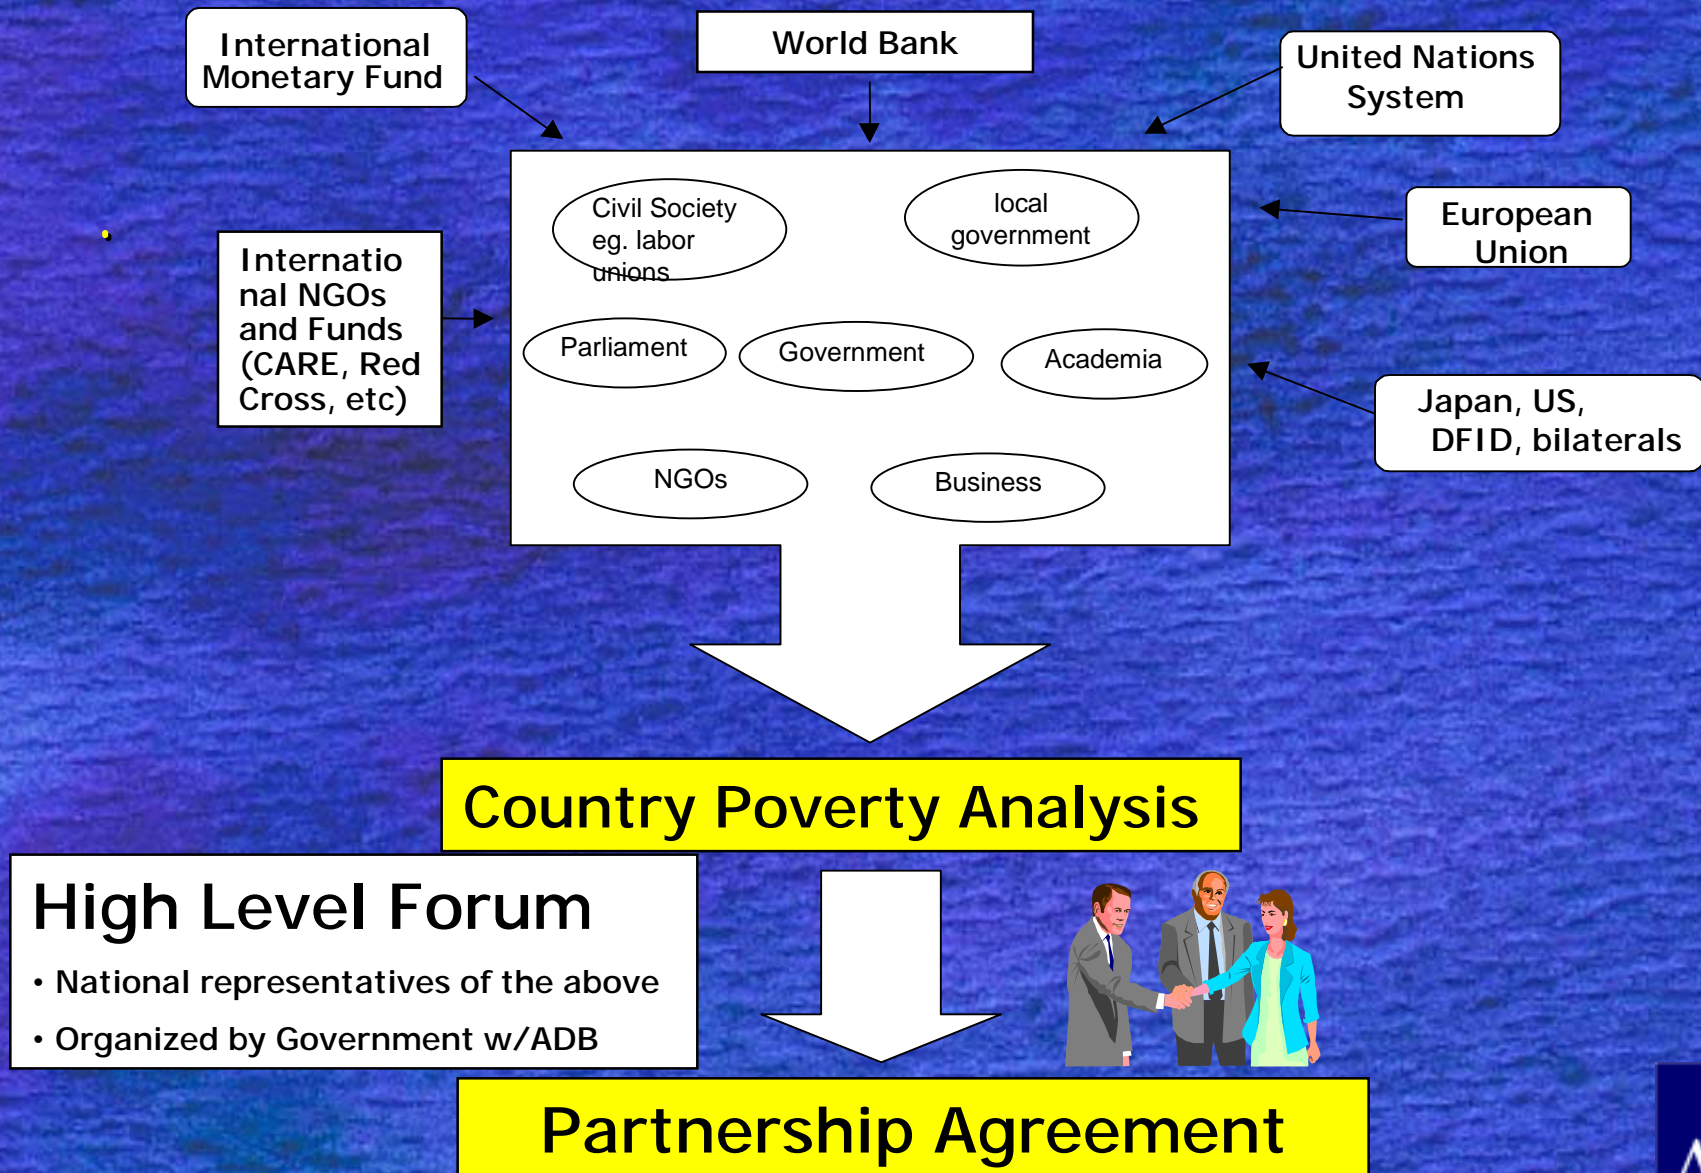 International
Monetary Fund
World Bank
United Nations
System
Civil Society
eg. labor
unions
local
government
European
Union
Internatio
nal NGOs
and Funds
(CARE, Red
Cross, etc)
Parliament
Government
Academia
Japan, US,
DFID, bilaterals
NGOs
Business
Country Poverty Analysis
High Level Forum
• National representatives of the above
• Organized by Government w/ADB
Partnership Agreement